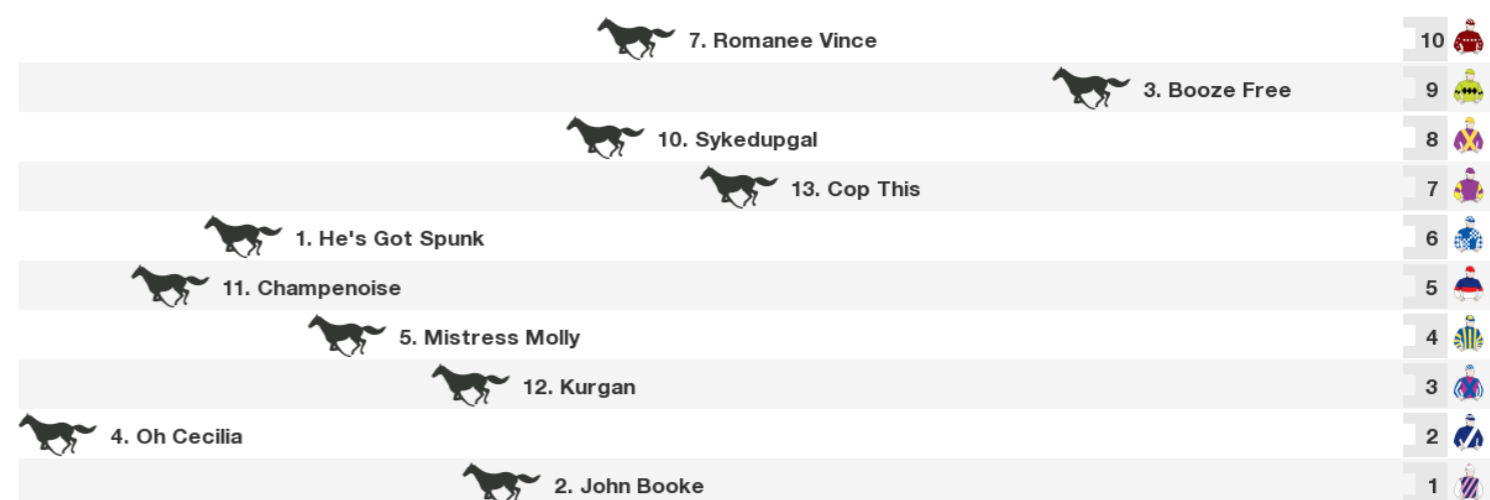 7. Romanee Vince 10
3. Booze Free 9
10. Sykedupgal 8
13. Cop This 7
1. He's Got Spunk 6
11. Champenoise 5
5. Mistress Molly 4
12. Kurgan 3
4. Oh Cecilia 2
2. John Booke 1